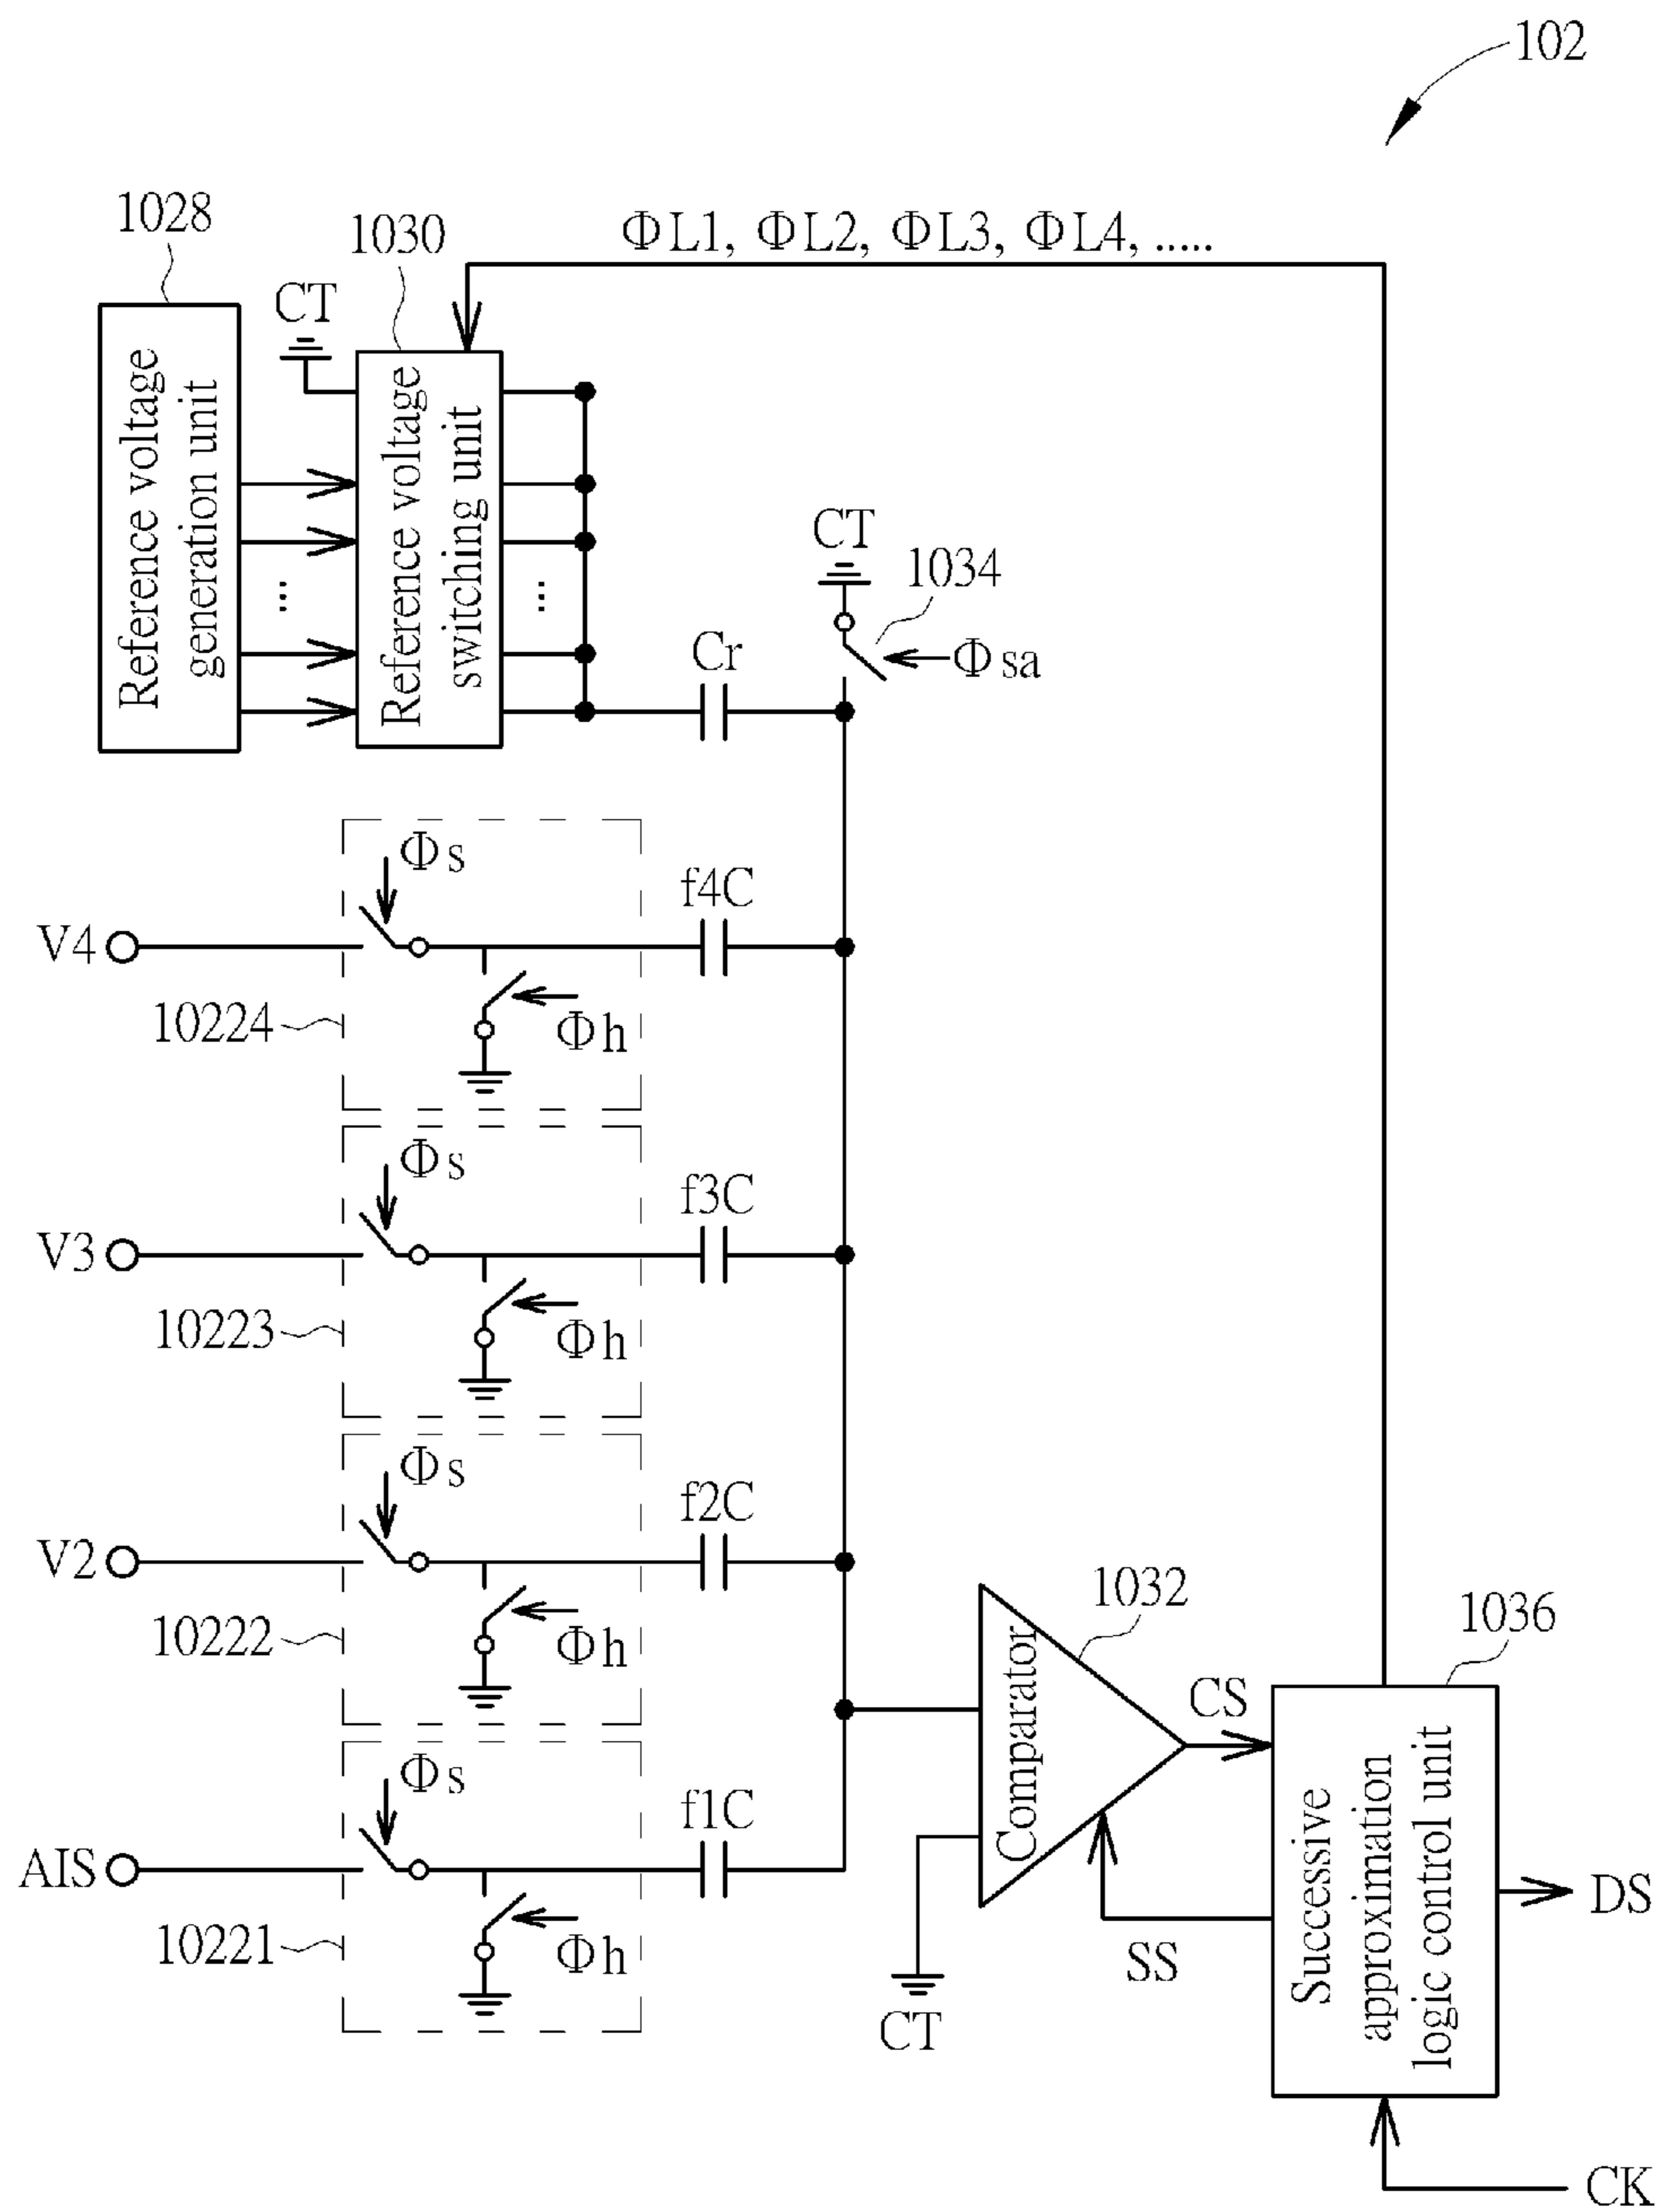 102
1028
1030
ΦL1, ΦL2, ΦL3, ΦL4, .....
CT
Reference voltage
generation unit
Reference voltage
switching unit
...
...
CT
1034
Φsa
Cr
Φs
f4C
V4
10224
Φh
Φs
f3C
V3
10223
Φh
Φs
f2C
V2
10222
Φh
1032
1036
Comparator
CS
Successive
approximation
logic control unit
Φs
f1C
AIS
10221
Φh
SS
DS
CT
CK